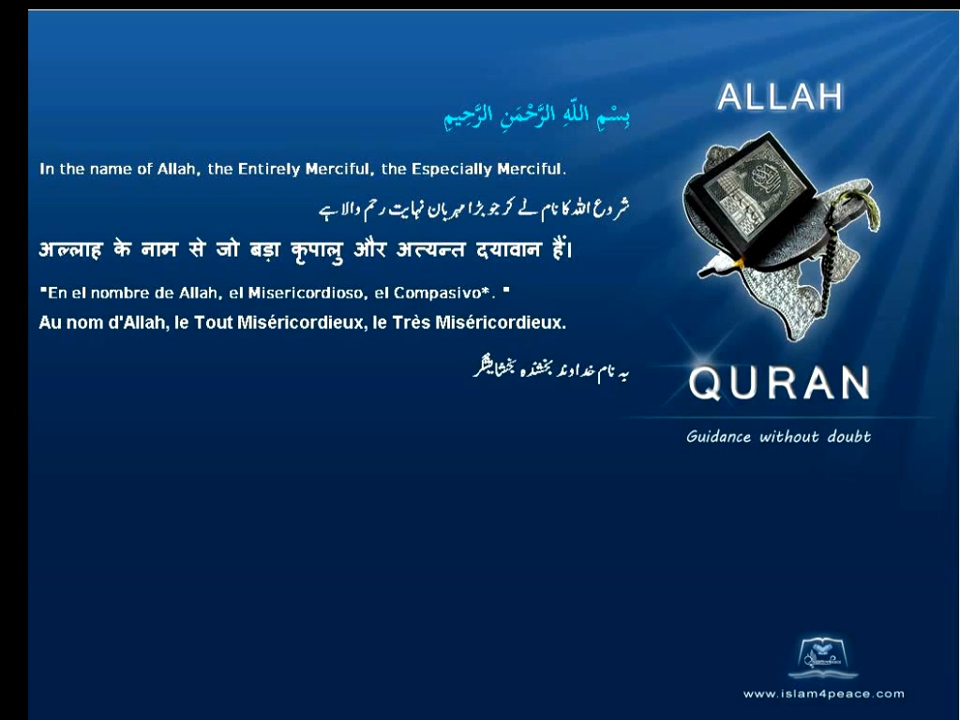 بِسْمِ اللّهِ الرَّحْمَنِ الرَّحِيمِ
In the name of Allah, the Entirely Merciful, the Especially Merciful.
شروع الله کا نام لے کر جو بڑا مہربان نہایت رحم والا ہے
अल्लाह के नाम से जो बड़ा कृपालु और अत्यन्त दयावान हैं।
"En el nombre de Allah, el Misericordioso, el Compasivo*. "
Au nom d'Allah, le Tout Miséricordieux, le Très Miséricordieux.
به نام خداوند بخشنده بخشایشگر
ALLAH
QURAN
Guidance without doubt
www.islam4peace.com